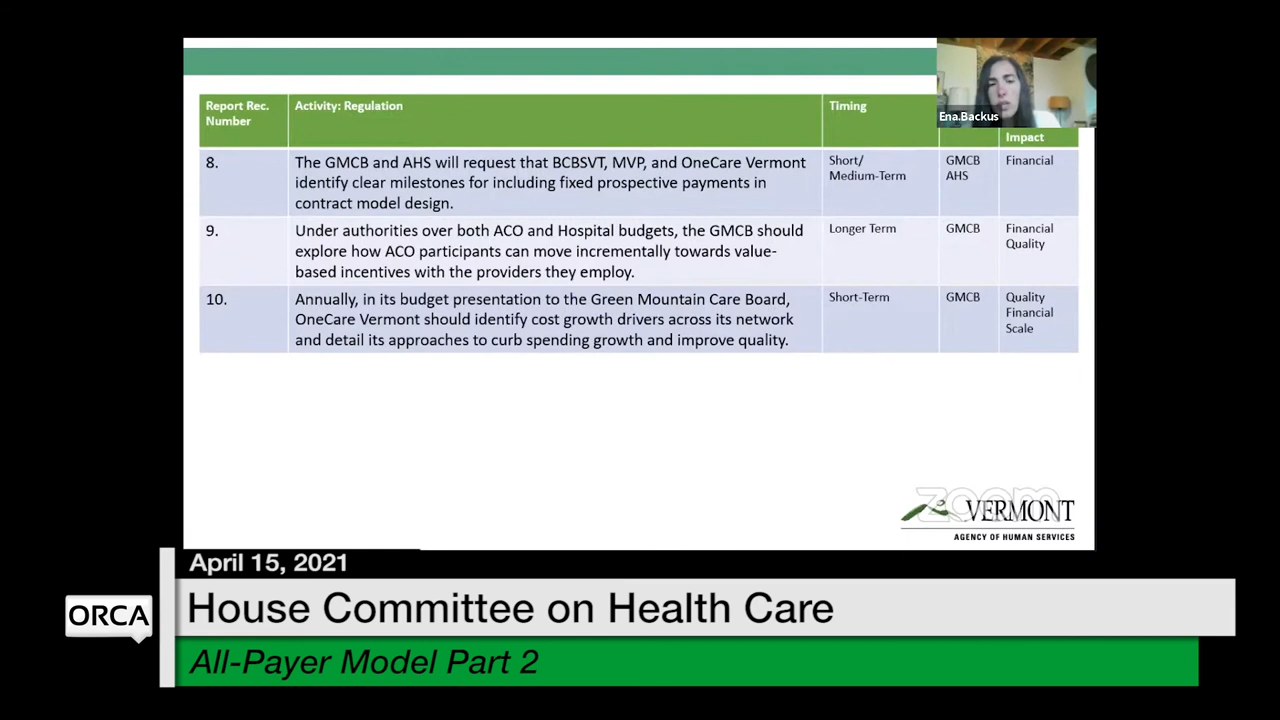 Ena.Backus
Report Rec.
Number
Activity: Regulation
Timing
Impact
8.
The GMCB and AHS will request that BCBSVT, MVP, and OneCare Vermont
identify clear milestones for including fixed prospective payments in
contract model design.
Short/
Medium-Term
GMCB
AHS
Financial
9.
Under authorities over both ACO and Hospital budgets, the GMCB should
explore how ACO participants can move incrementally towards value-
based incentives with the providers they employ.
Longer Term
GMCB
Financial
Quality
10.
Annually, in its budget presentation to the Green Mountain Care Board,
OneCare Vermont should identify cost growth drivers across its network
and detail its approaches to curb spending growth and improve quality.
Short-Term
GMCB
Quality
Financial
Scale
zoom
VERMONT
AGENCY OF HUMAN SERVICES
April 15, 2021
ORCA
House Committee on Health Care
All-Payer Model Part 2